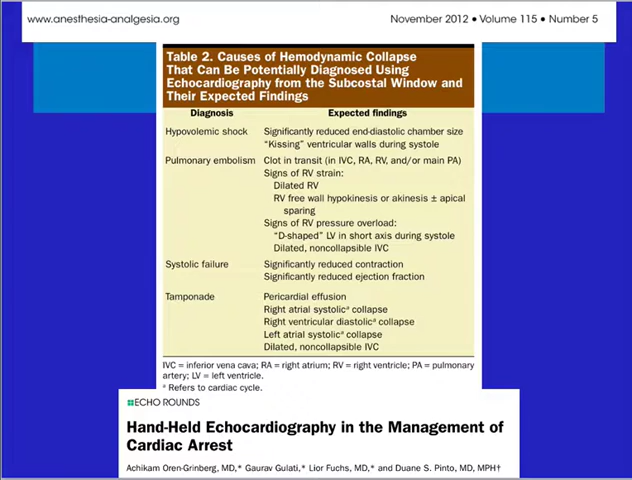 www.anesthesia-analgesia.org
November 2012 • Volume 115 • Number 5
Table 2. Causes of Hemodynamic Collapse
That Can Be Potentially Diagnosed Using
Echocardiography from the Subcostal Window and
Their Expected Findings
Diagnosis Expected findings
Hypovolemic shock Significantly reduced end-diastolic chamber size
"Kissing" ventricular walls during systole
Pulmonary embolism Clot in transit (in IVC, RA, RV, and/or main PA)
Signs of RV strain:
Dilated RV
RV free wall hypokinesis or akinesis ± apical
sparing
Signs of RV pressure overload:
"D-shaped" LV in short axis during systole
Dilated, noncollapsible IVC
Systolic failure Significantly reduced contraction
Significantly reduced ejection fraction
Tamponade Pericardial effusion
Right atrial systolicᵃ collapse
Right ventricular diastolicᵃ collapse
Left atrial systolicᵃ collapse
Dilated, noncollapsible IVC
IVC = inferior vena cava; RA = right atrium; RV = right ventricle; PA = pulmonary
artery; LV = left ventricle.
ᵃ Refers to cardiac cycle.
ECHO ROUNDS
Hand-Held Echocardiography in the Management of
Cardiac Arrest
Achikam Oren-Grinberg, MD,* Gaurav Gulati,* Lior Fuchs, MD,* and Duane S. Pinto, MD, MPH†